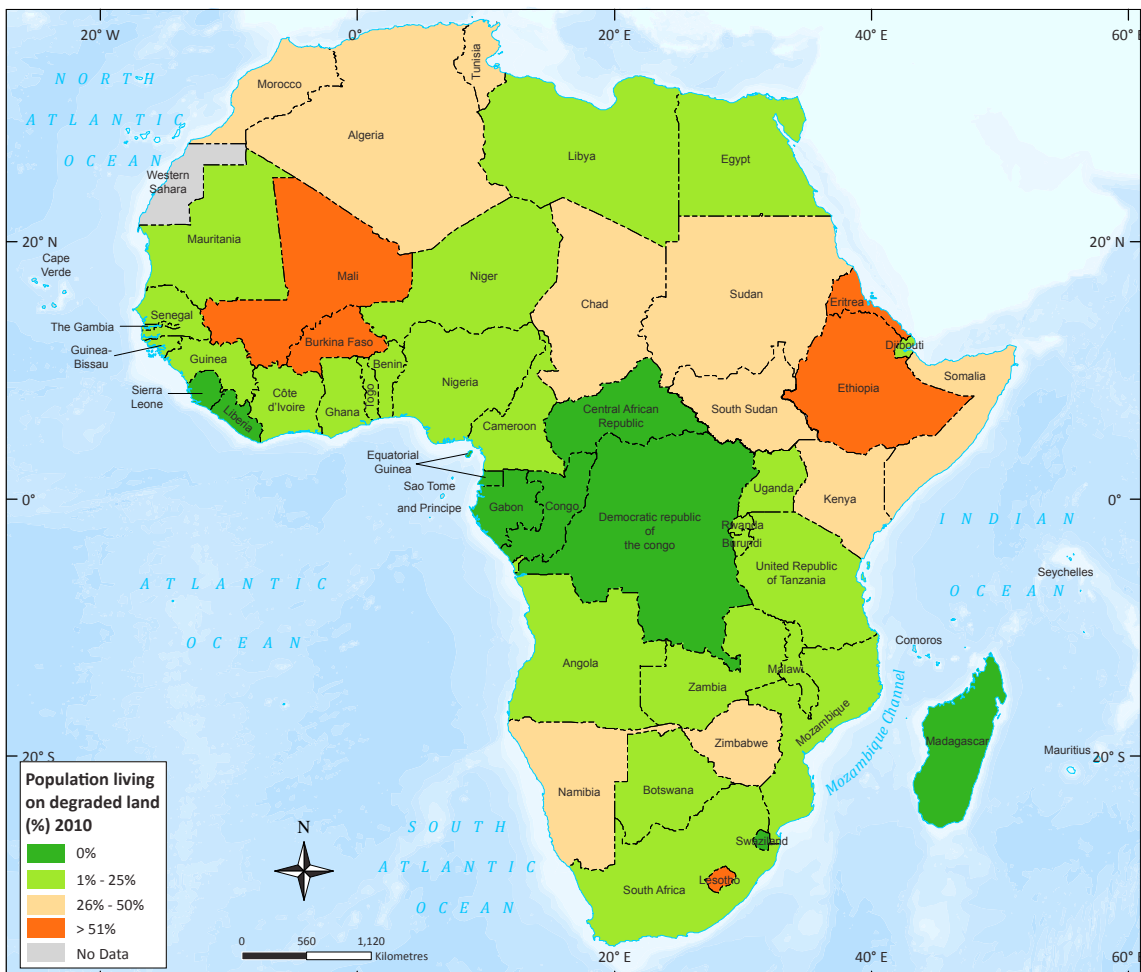 20° W
0°
20° E
40° E
60° E
NORTH
ATLANTIC
OCEAN
Morocco
Tunisia
Algeria
Libya
Egypt
Western
Sahara
Mauritania
20° N
20° N
Cape
Verde
Mali
Niger
Chad
Sudan
Eritrea
Senegal
The Gambia
Guinea-
Bissau
Guinea
Burkina Faso
Benin
Togo
Nigeria
Djibouti
Somalia
Ethiopia
Sierra
Leone
Liberia
Côte
d'Ivoire
Ghana
Cameroon
Central African
Republic
South Sudan
Equatorial
Guinea
Sao Tome
and Principe
0°
0°
Gabon
Congo
Democratic republic
of
the congo
Uganda
Kenya
Rwanda
Burundi
United Republic
of Tanzania
INDIAN
OCEAN
Seychelles
ATLANTIC
OCEAN
Comoros
Angola
Zambia
Malawi
Mozambique
Mozambique Channel
Zimbabwe
Madagascar
Mauritius
20° S
20° S
Namibia
Botswana
Swaziland
Lesotho
South Africa
SOUTH
ATLANTIC
OCEAN
Population living
on degraded land
(%) 2010
0%
1% - 25%
26% - 50%
> 51%
No Data
N
0
560
1,120
Kilometres
20° E
40° E
60° E